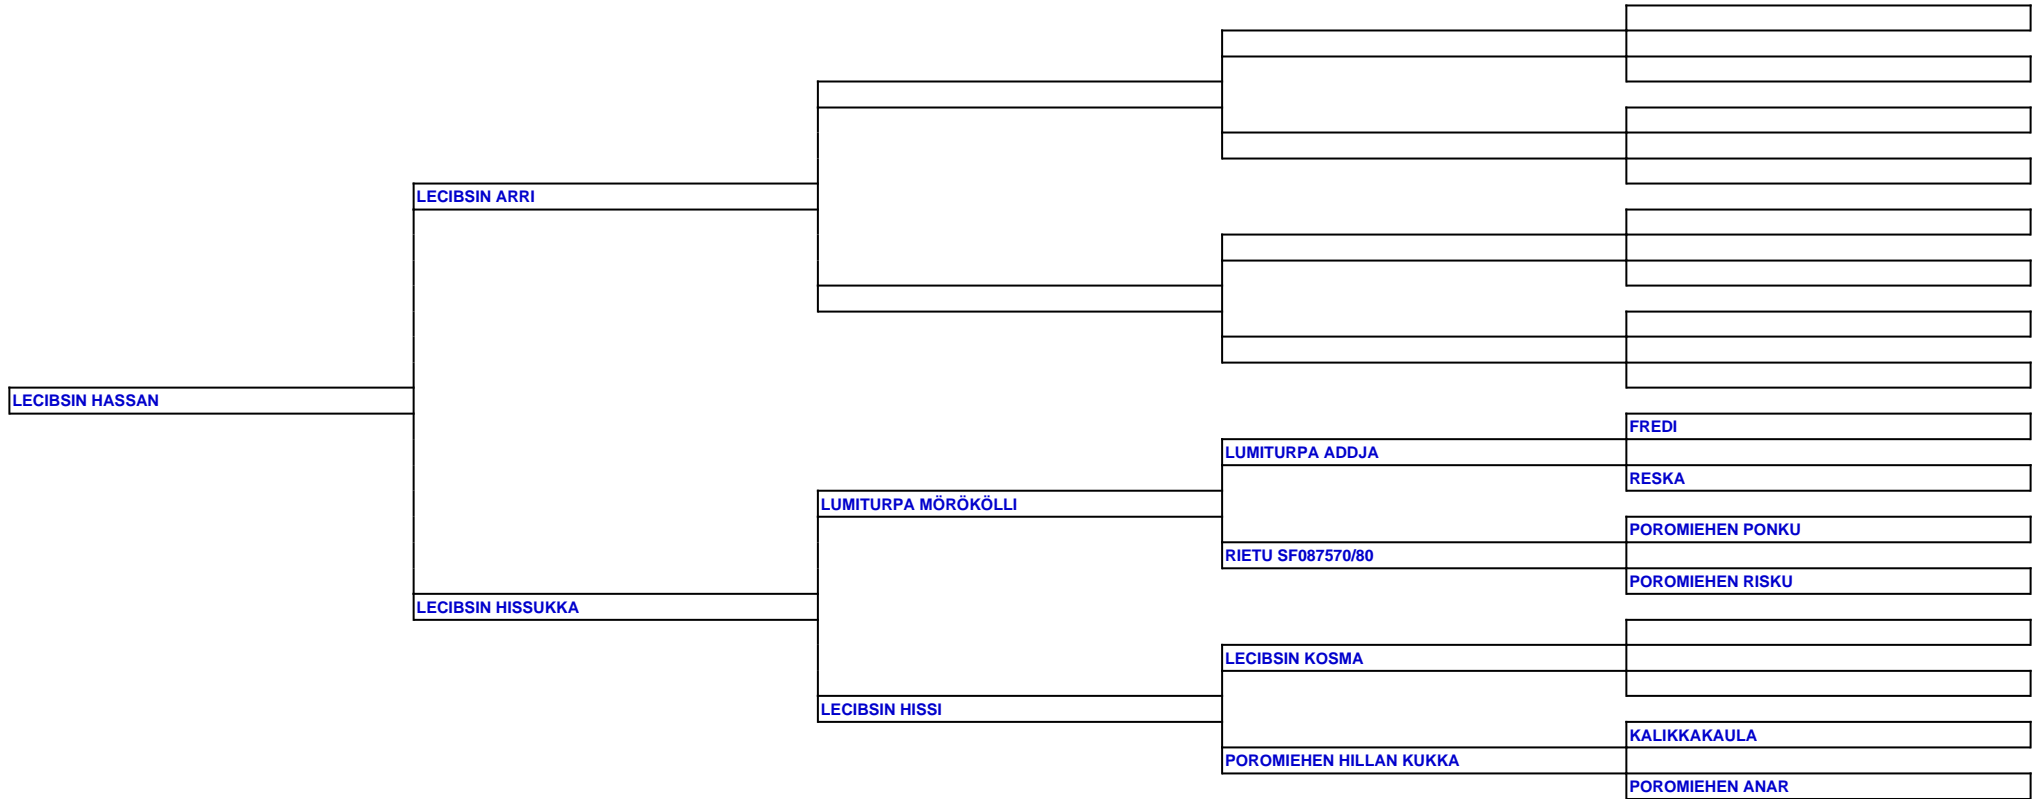 LECIBSIN ARRI
LECIBSIN HASSAN
FREDI
LUMITURPA ADDJA
RESKA
LUMITURPA MÖRÖKÖLLI
POROMIEHEN PONKU
RIETU SF087570/80
POROMIEHEN RISKU
LECIBSIN HISSUKKA
LECIBSIN KOSMA
LECIBSIN HISSI
KALIKKAKAULA
POROMIEHEN HILLAN KUKKA
POROMIEHEN ANAR